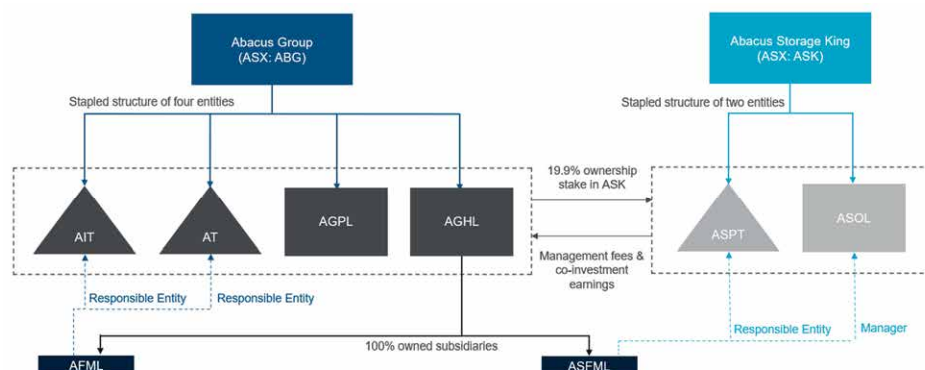 Abacus Group
(ASX: ABG)
Abacus Storage King
(ASX: ASK)
Stapled structure of four entities
Stapled structure of two entities
AIT
AT
AGPL
AGHL
19.9% ownership
stake in ASK
Management fees &
co-investment
earnings
ASPT
ASOL
Responsible Entity
Responsible Entity
Responsible Entity
Manager
100% owned subsidiaries
AFML
ASFML